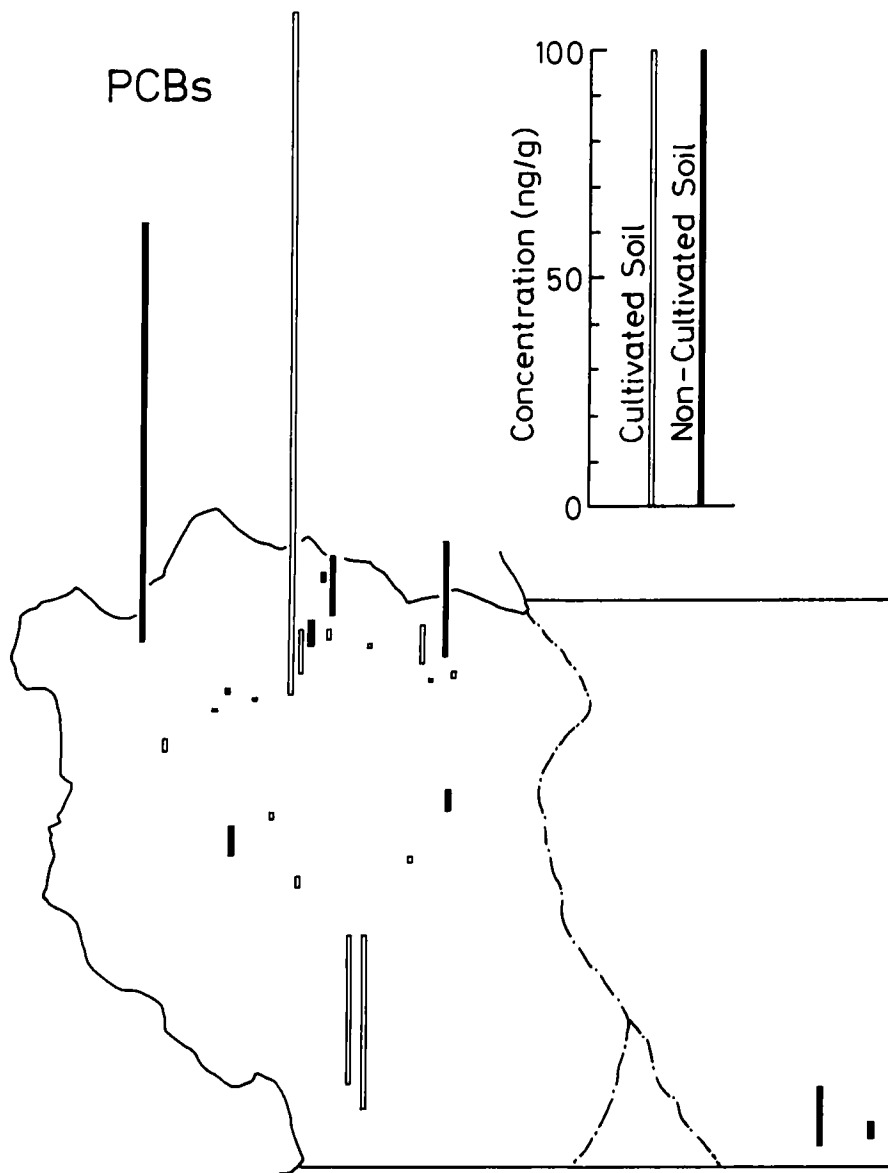 PCBs
100
50
0
Concentration (ng/g)
Cultivated Soil
Non-Cultivated Soil